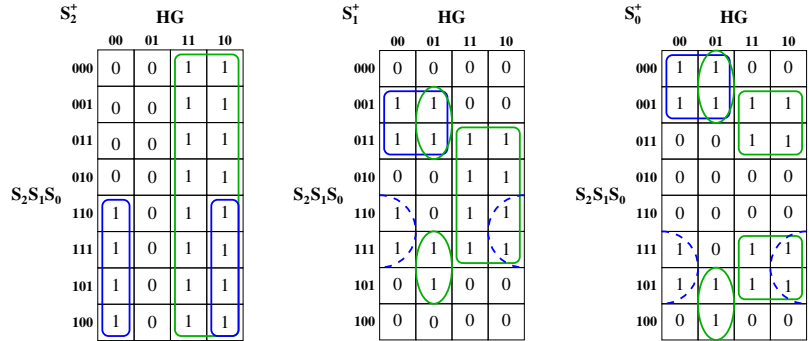 S₂⁺ HG
00 01 11 10
000 0 0 1 1
001 0 0 1 1
011 0 0 1 1
010 0 0 1 1
S₂S₁S₀
110 1 0 1 1
111 1 0 1 1
101 1 0 1 1
100 1 0 1 1
S₁⁺ HG
00 01 11 10
000 0 0 0 0
001 1 1 0 0
011 1 1 1 1
010 0 0 1 1
S₂S₁S₀
110 1 0 1 1
111 1 1 1 1
101 0 1 0 0
100 0 0 0 0
S₀⁺ HG
00 01 11 10
000 1 1 0 0
001 1 1 1 1
011 0 0 1 1
010 0 0 0 0
S₂S₁S₀
110 0 0 0 0
111 1 0 1 1
101 1 1 1 1
100 0 1 0 0